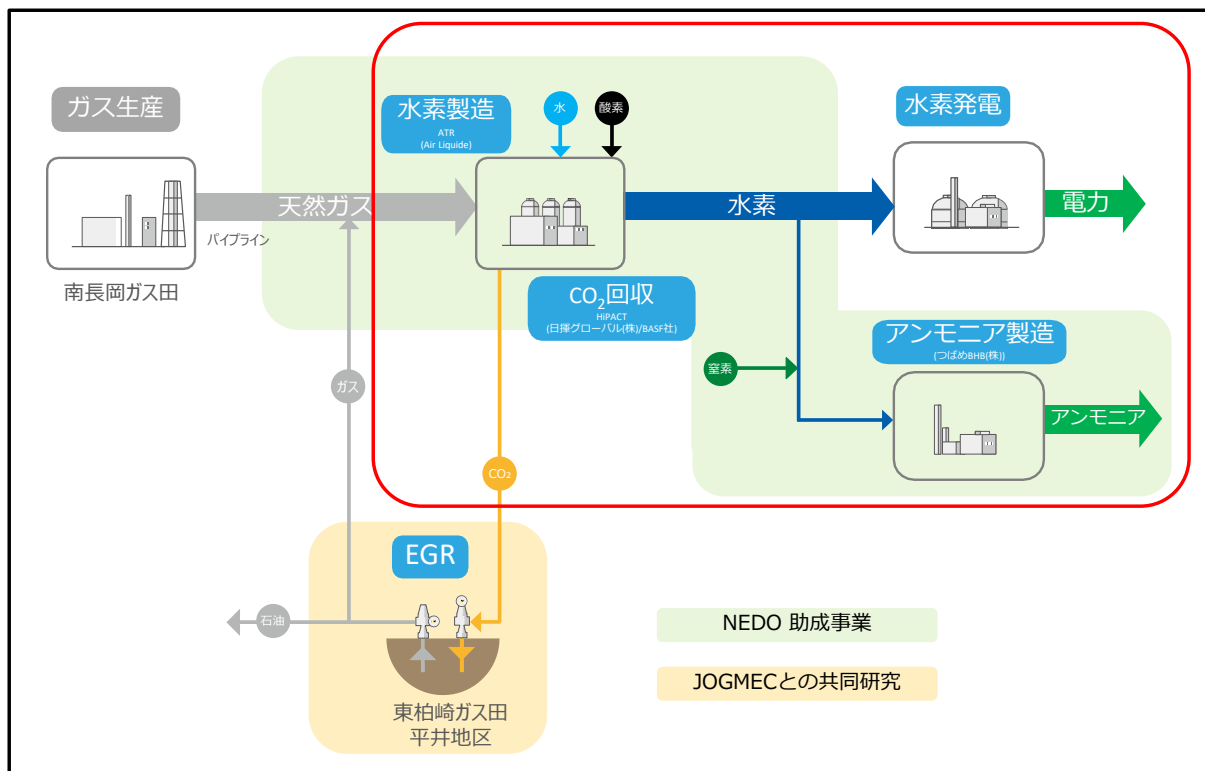 ガス生産
水素製造
ATR
(Air Liquide)
水
酸素
水素発電
天然ガス
水素
電力
パイプライン
南長岡ガス田
CO₂回収
HiPACT
(日揮グローバル(株)/BASF社)
アンモニア製造
(つばめBHB(株))
窒素
ガス
アンモニア
CO₂
EGR
石油
東柏崎ガス田
平井地区
NEDO 助成事業
JOGMECとの共同研究